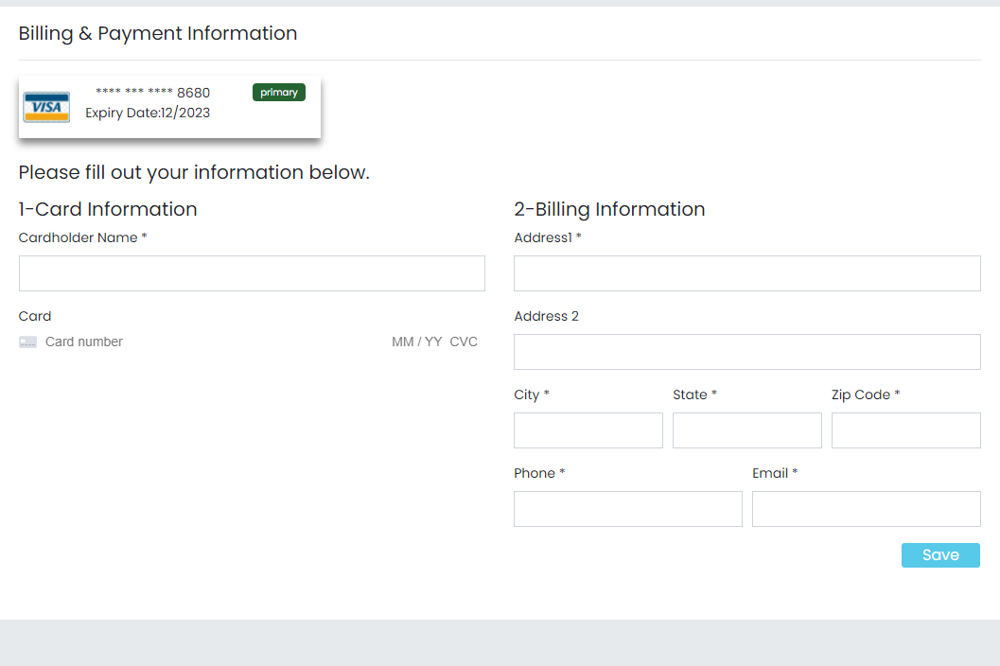 Billing & Payment Information
VISA
**** *** **** 8680
primary
Expiry Date:12/2023
Please fill out your information below.
1-Card Information
Cardholder Name *
Card
Card number MM / YY CVC
2-Billing Information
Address1 *
Address 2
City * State * Zip Code *
Phone * Email *
Save